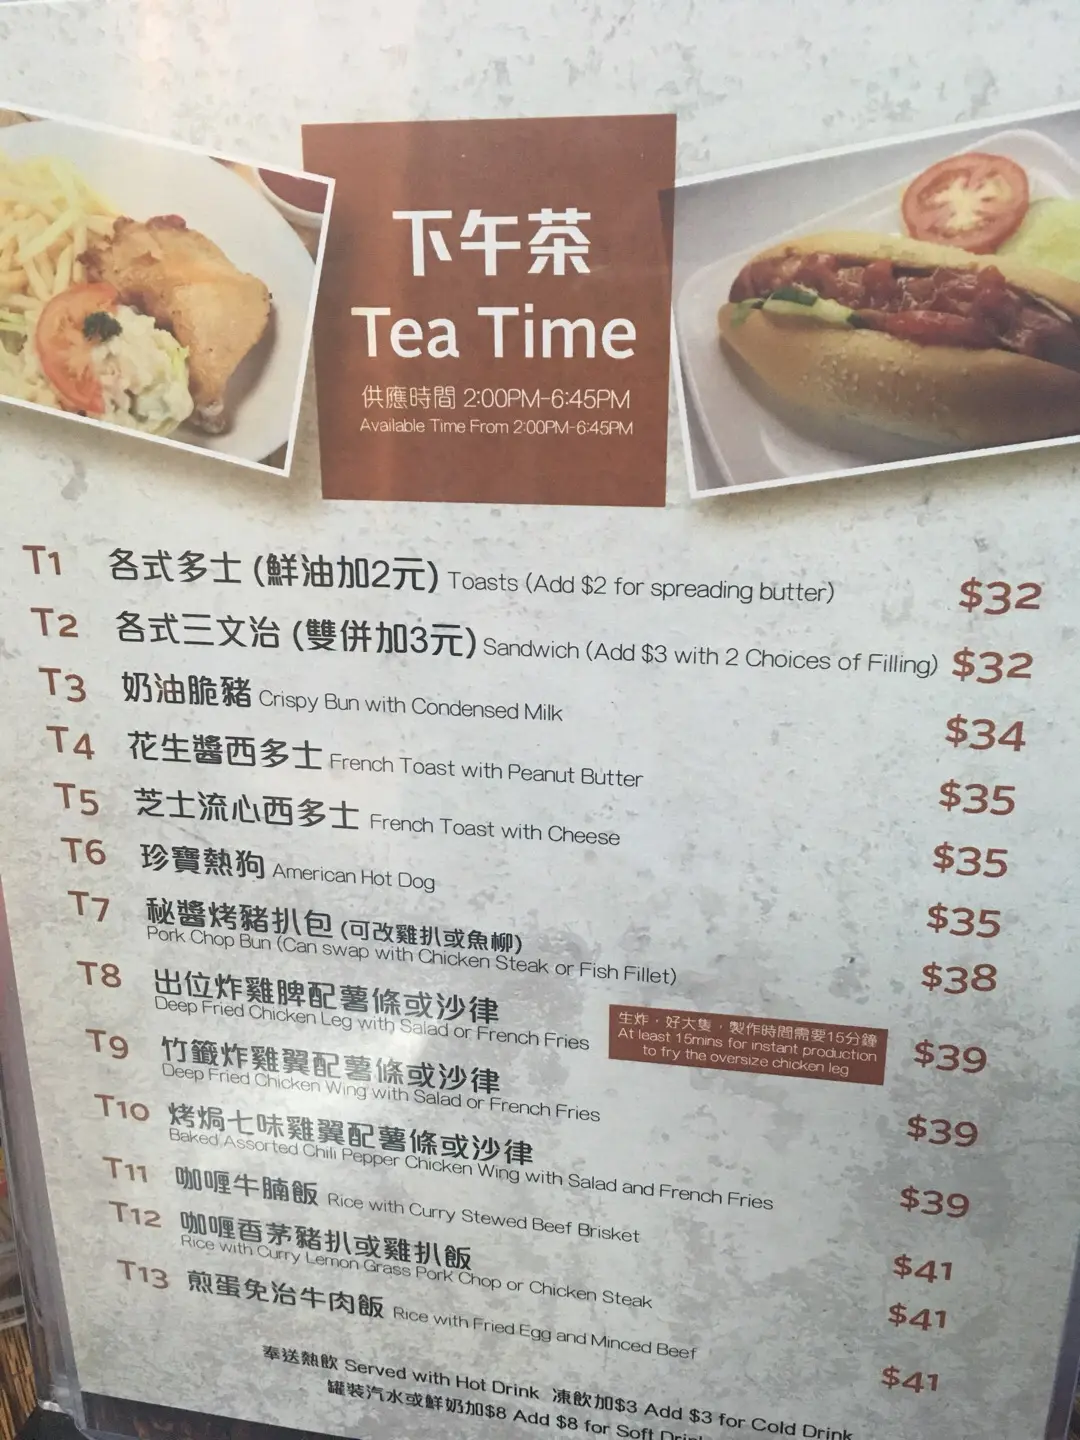 下午茶
Tea Time
供應時間 2:00PM-6:45PM
Available Time From 2:00PM-6:45PM
T1 各式多士 (鮮油加2元) Toasts (Add $2 for spreading butter) $32
T2 各式三文治 (雙併加3元) Sandwich (Add $3 with 2 Choices of Filling) $32
T3 奶油脆豬 Crispy Bun with Condensed Milk $34
T4 花生醬西多士 French Toast with Peanut Butter $35
T5 芝士流心西多士 French Toast with Cheese $35
T6 珍寶熱狗 American Hot Dog $35
T7 秘醬烤豬扒包 (可改雞扒或魚柳) $38
Pork Chop Bun (Can swap with Chicken Steak or Fish Fillet)
T8 出位炸雞脾配薯條或沙律 $39
Deep Fried Chicken Leg with Salad or French Fries
生炸，好大隻，製作時間需要15分鐘
At least 15mins for instant production
to fry the oversize chicken leg
T9 竹籤炸雞翼配薯條或沙律 $39
Deep Fried Chicken Wing with Salad or French Fries
T10 烤焗七味雞翼配薯條或沙律 $39
Baked Assorted Chili Pepper Chicken Wing with Salad and French Fries
T11 咖喱牛腩飯 Rice with Curry Stewed Beef Brisket $41
T12 咖喱香茅豬扒或雞扒飯 $41
Rice with Curry Lemon Grass Pork Chop or Chicken Steak
T13 煎蛋免治牛肉飯 Rice with Fried Egg and Minced Beef $41
奉送熱飲 Served with Hot Drink 凍飲加$3 Add $3 for Cold Drink
罐裝汽水或鮮奶加$8 Add $8 for Soft